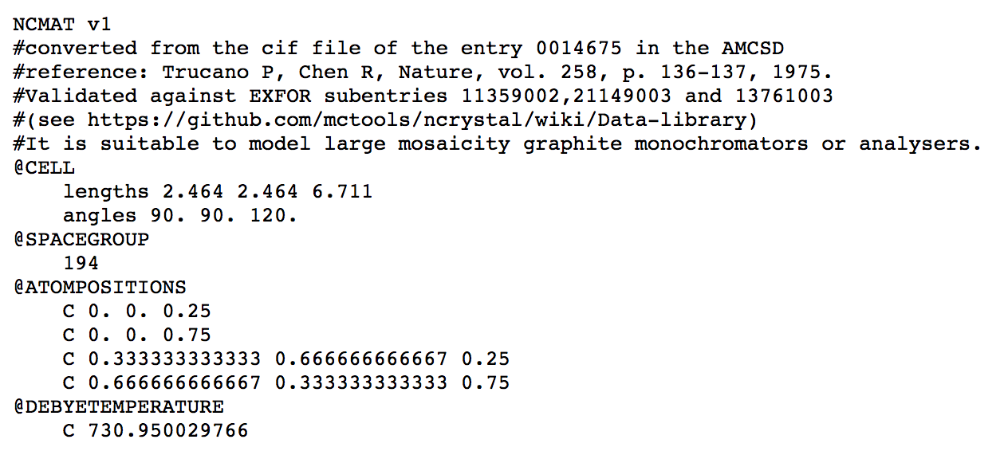 NCMAT v1
#converted from the cif file of the entry 0014675 in the AMCSD
#reference: Trucano P, Chen R, Nature, vol. 258, p. 136-137, 1975.
#Validated against EXFOR subentries 11359002,21149003 and 13761003
#(see https://github.com/mctools/ncrystal/wiki/Data-library)
#It is suitable to model large mosaicity graphite monochromators or analysers.
@CELL
    lengths 2.464 2.464 6.711
    angles 90. 90. 120.
@SPACEGROUP
    194
@ATOMPOSITIONS
    C 0. 0. 0.25
    C 0. 0. 0.75
    C 0.333333333333 0.666666666667 0.25
    C 0.666666666667 0.333333333333 0.75
@DEBYETEMPERATURE
    C 730.950029766